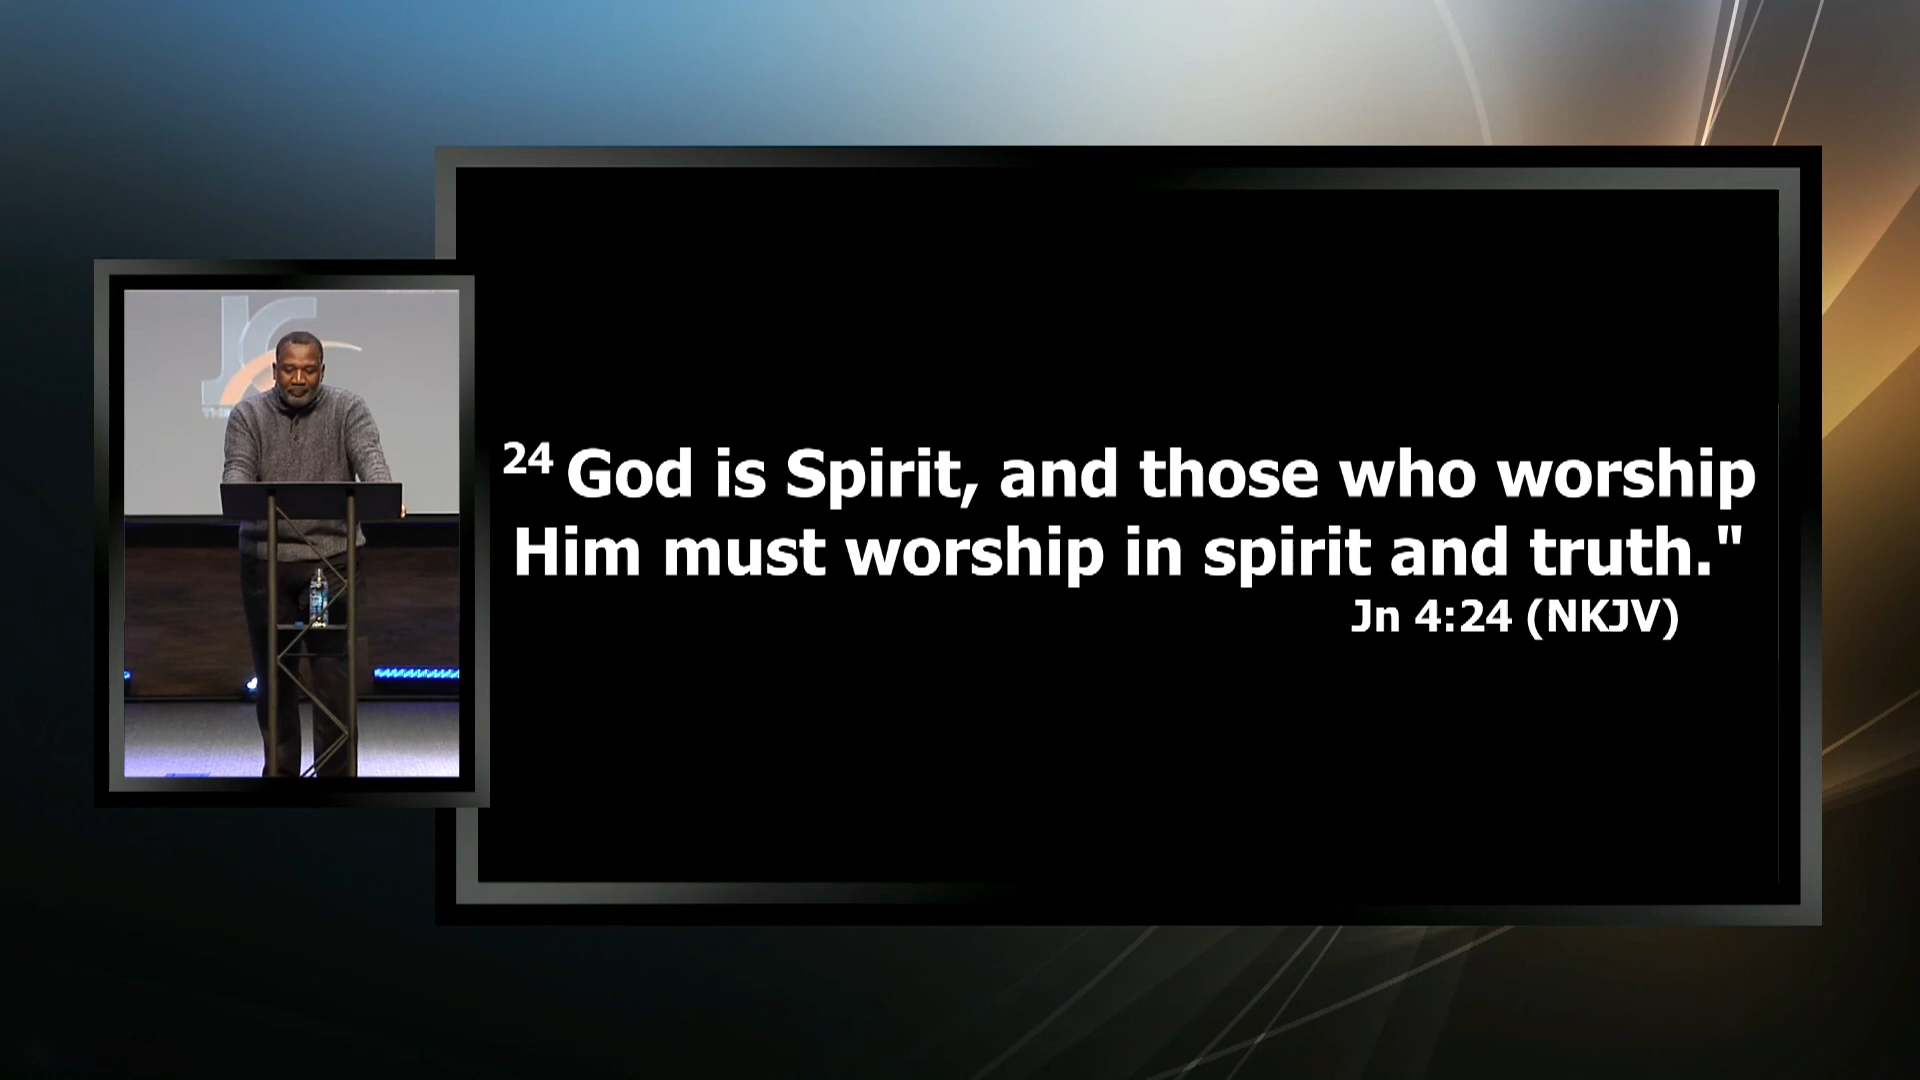 24 God is Spirit, and those who worship
Him must worship in spirit and truth."
Jn 4:24 (NKJV)
JC